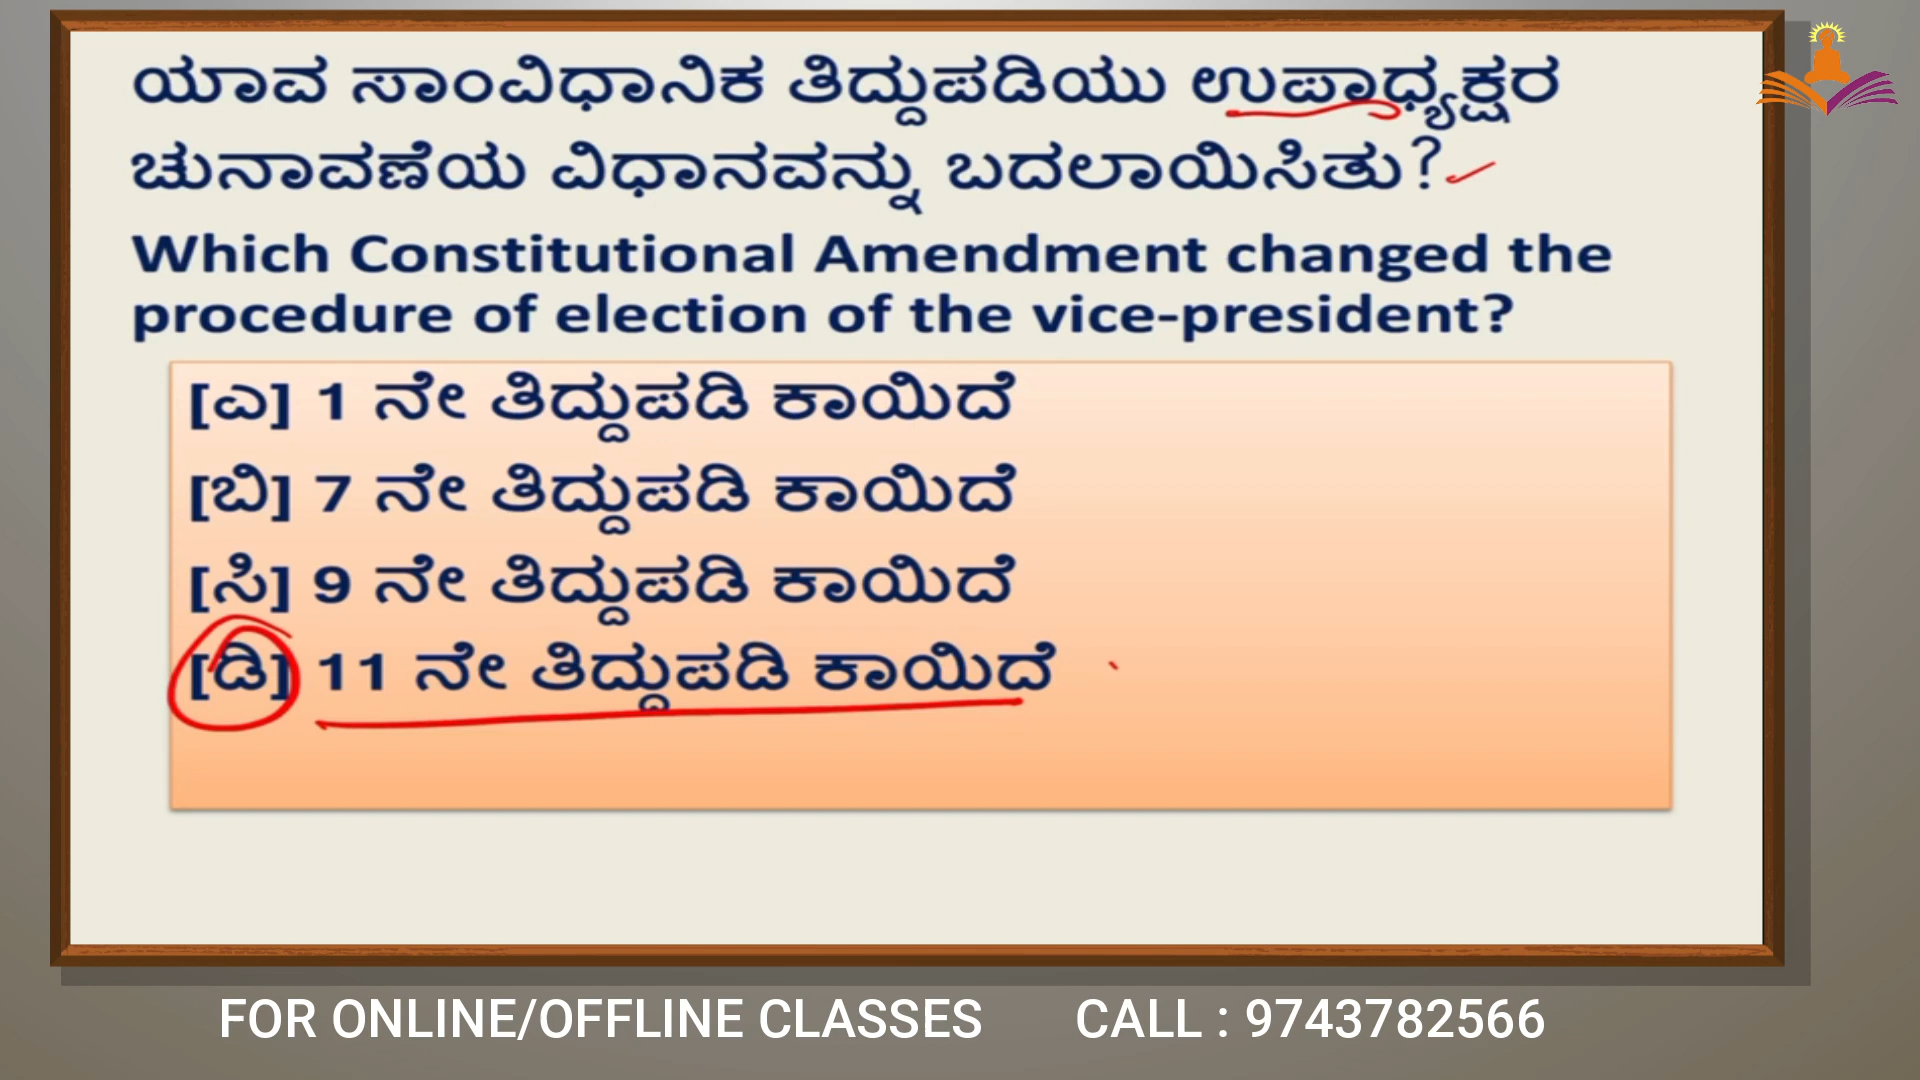 ಯಾವ ಸಾಂವಿಧಾನಿಕ ತಿದ್ದುಪಡಿಯು ಉಪಾಧ್ಯಕ್ಷರ
ಚುನಾವಣೆಯ ವಿಧಾನವನ್ನು ಬದಲಾಯಿಸಿತು?
Which Constitutional Amendment changed the
procedure of election of the vice-president?
[ಎ] 1 ನೇ ತಿದ್ದುಪಡಿ ಕಾಯಿದೆ
[ಬಿ] 7 ನೇ ತಿದ್ದುಪಡಿ ಕಾಯಿದೆ
[ಸಿ] 9 ನೇ ತಿದ್ದುಪಡಿ ಕಾಯಿದೆ
[ಡಿ] 11 ನೇ ತಿದ್ದುಪಡಿ ಕಾಯಿದೆ
FOR ONLINE/OFFLINE CLASSES CALL : 9743782566